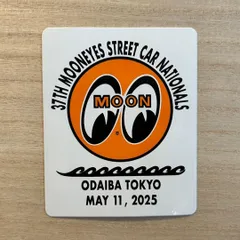 37TH MOONEYES STREET CAR NATIONALS
MOON
ODAIBA TOKYO
MAY 11, 2025